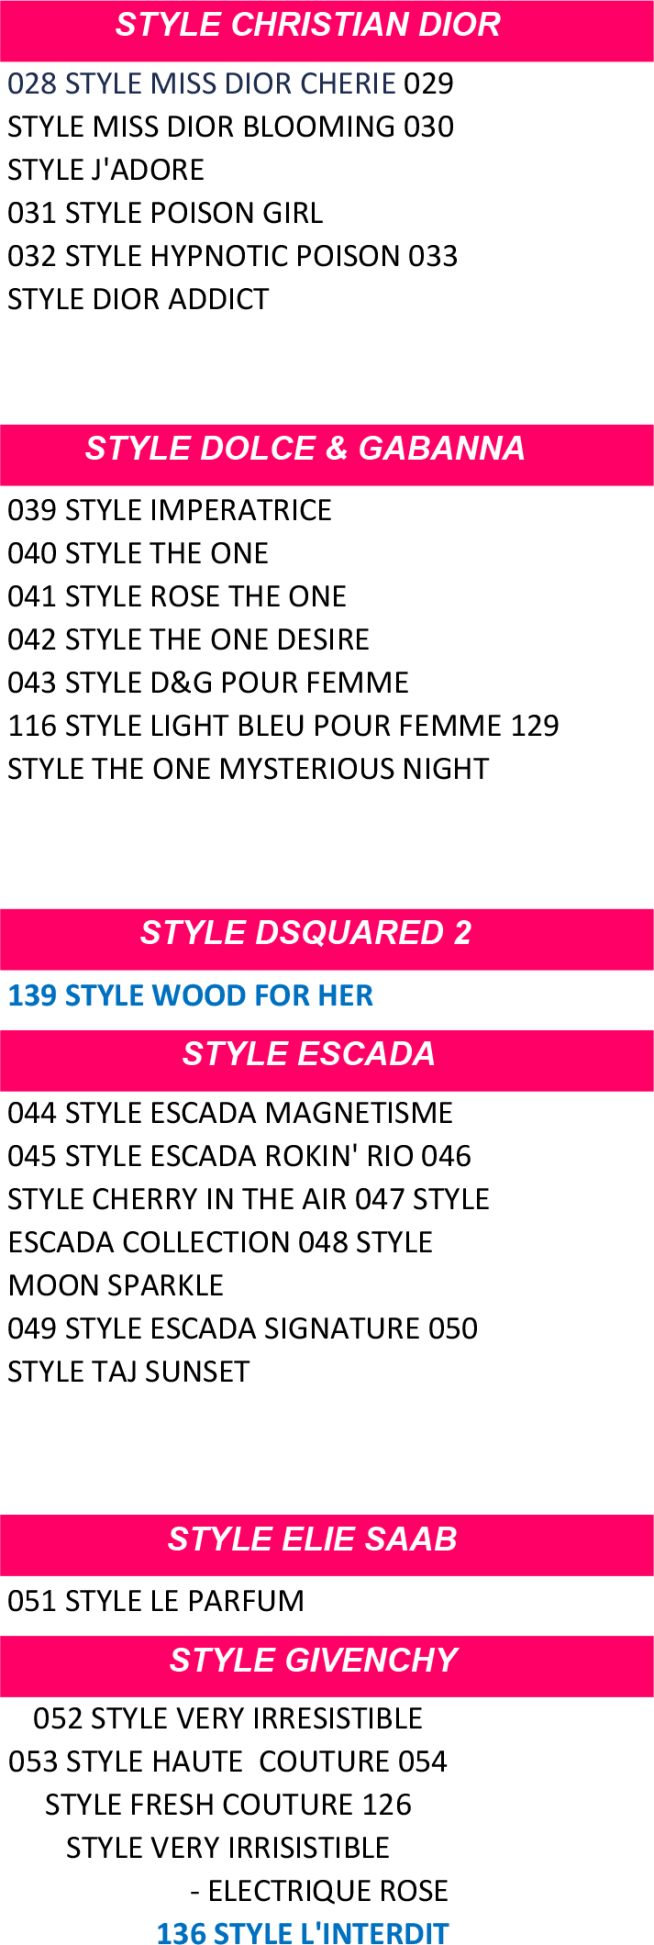 STYLE CHRISTIAN DIOR
028 STYLE MISS DIOR CHERIE 029
STYLE MISS DIOR BLOOMING 030
STYLE J'ADORE
031 STYLE POISON GIRL
032 STYLE HYPNOTIC POISON 033
STYLE DIOR ADDICT
STYLE DOLCE & GABANNA
039 STYLE IMPERATRICE
040 STYLE THE ONE
041 STYLE ROSE THE ONE
042 STYLE THE ONE DESIRE
043 STYLE D&G POUR FEMME
116 STYLE LIGHT BLEU POUR FEMME 129
STYLE THE ONE MYSTERIOUS NIGHT
STYLE DSQUARED 2
139 STYLE WOOD FOR HER
STYLE ESCADA
044 STYLE ESCADA MAGNETISME
045 STYLE ESCADA ROKIN' RIO 046
STYLE CHERRY IN THE AIR 047 STYLE
ESCADA COLLECTION 048 STYLE
MOON SPARKLE
049 STYLE ESCADA SIGNATURE 050
STYLE TAJ SUNSET
STYLE ELIE SAAB
051 STYLE LE PARFUM
STYLE GIVENCHY
052 STYLE VERY IRRESISTIBLE
053 STYLE HAUTE  COUTURE 054
STYLE FRESH COUTURE 126
STYLE VERY IRRISISTIBLE
- ELECTRIQUE ROSE
136 STYLE L'INTERDIT